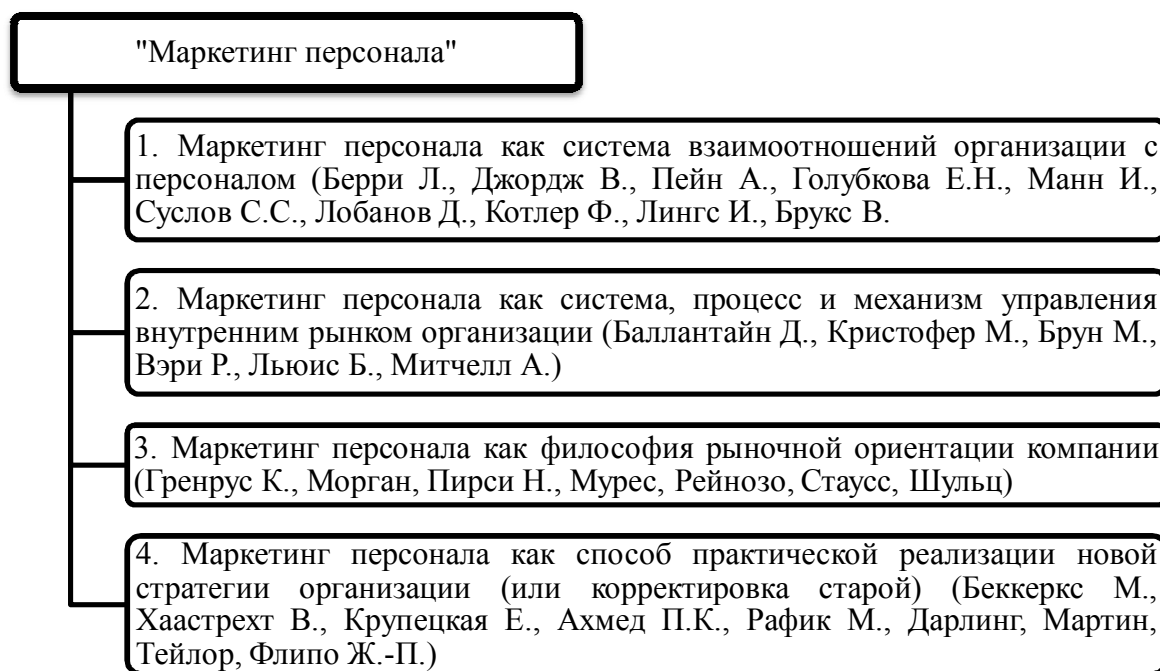 "Маркетинг персонала"
1. Маркетинг персонала как система взаимоотношений организации с
персоналом (Берри Л., Джордж В., Пейн А., Голубкова Е.Н., Манн И.,
Суслов С.С., Лобанов Д., Котлер Ф., Лингс И., Брукс В.
2. Маркетинг персонала как система, процесс и механизм управления
внутренним рынком организации (Баллантайн Д., Кристофер М., Брун М.,
Вэри Р., Льюис Б., Митчелл А.)
3. Маркетинг персонала как философия рыночной ориентации компании
(Гренрус К., Морган, Пирси Н., Мурес, Рейнозо, Стаусс, Шульц)
4. Маркетинг персонала как способ практической реализации новой
стратегии организации (или корректировка старой) (Беккеркс М.,
Хаастрехт В., Крупецкая Е., Ахмед П.К., Рафик М., Дарлинг, Мартин,
Тейлор, Флипо Ж.-П.)